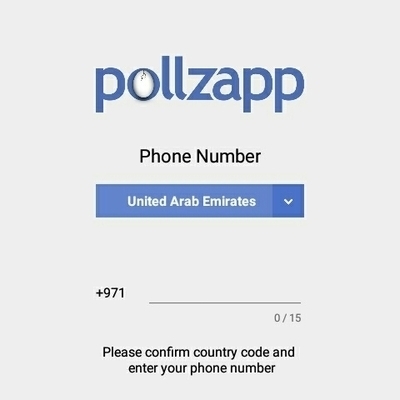 pollzapp
Phone Number
United Arab Emirates
+971
0 / 15
Please confirm country code and
enter your phone number